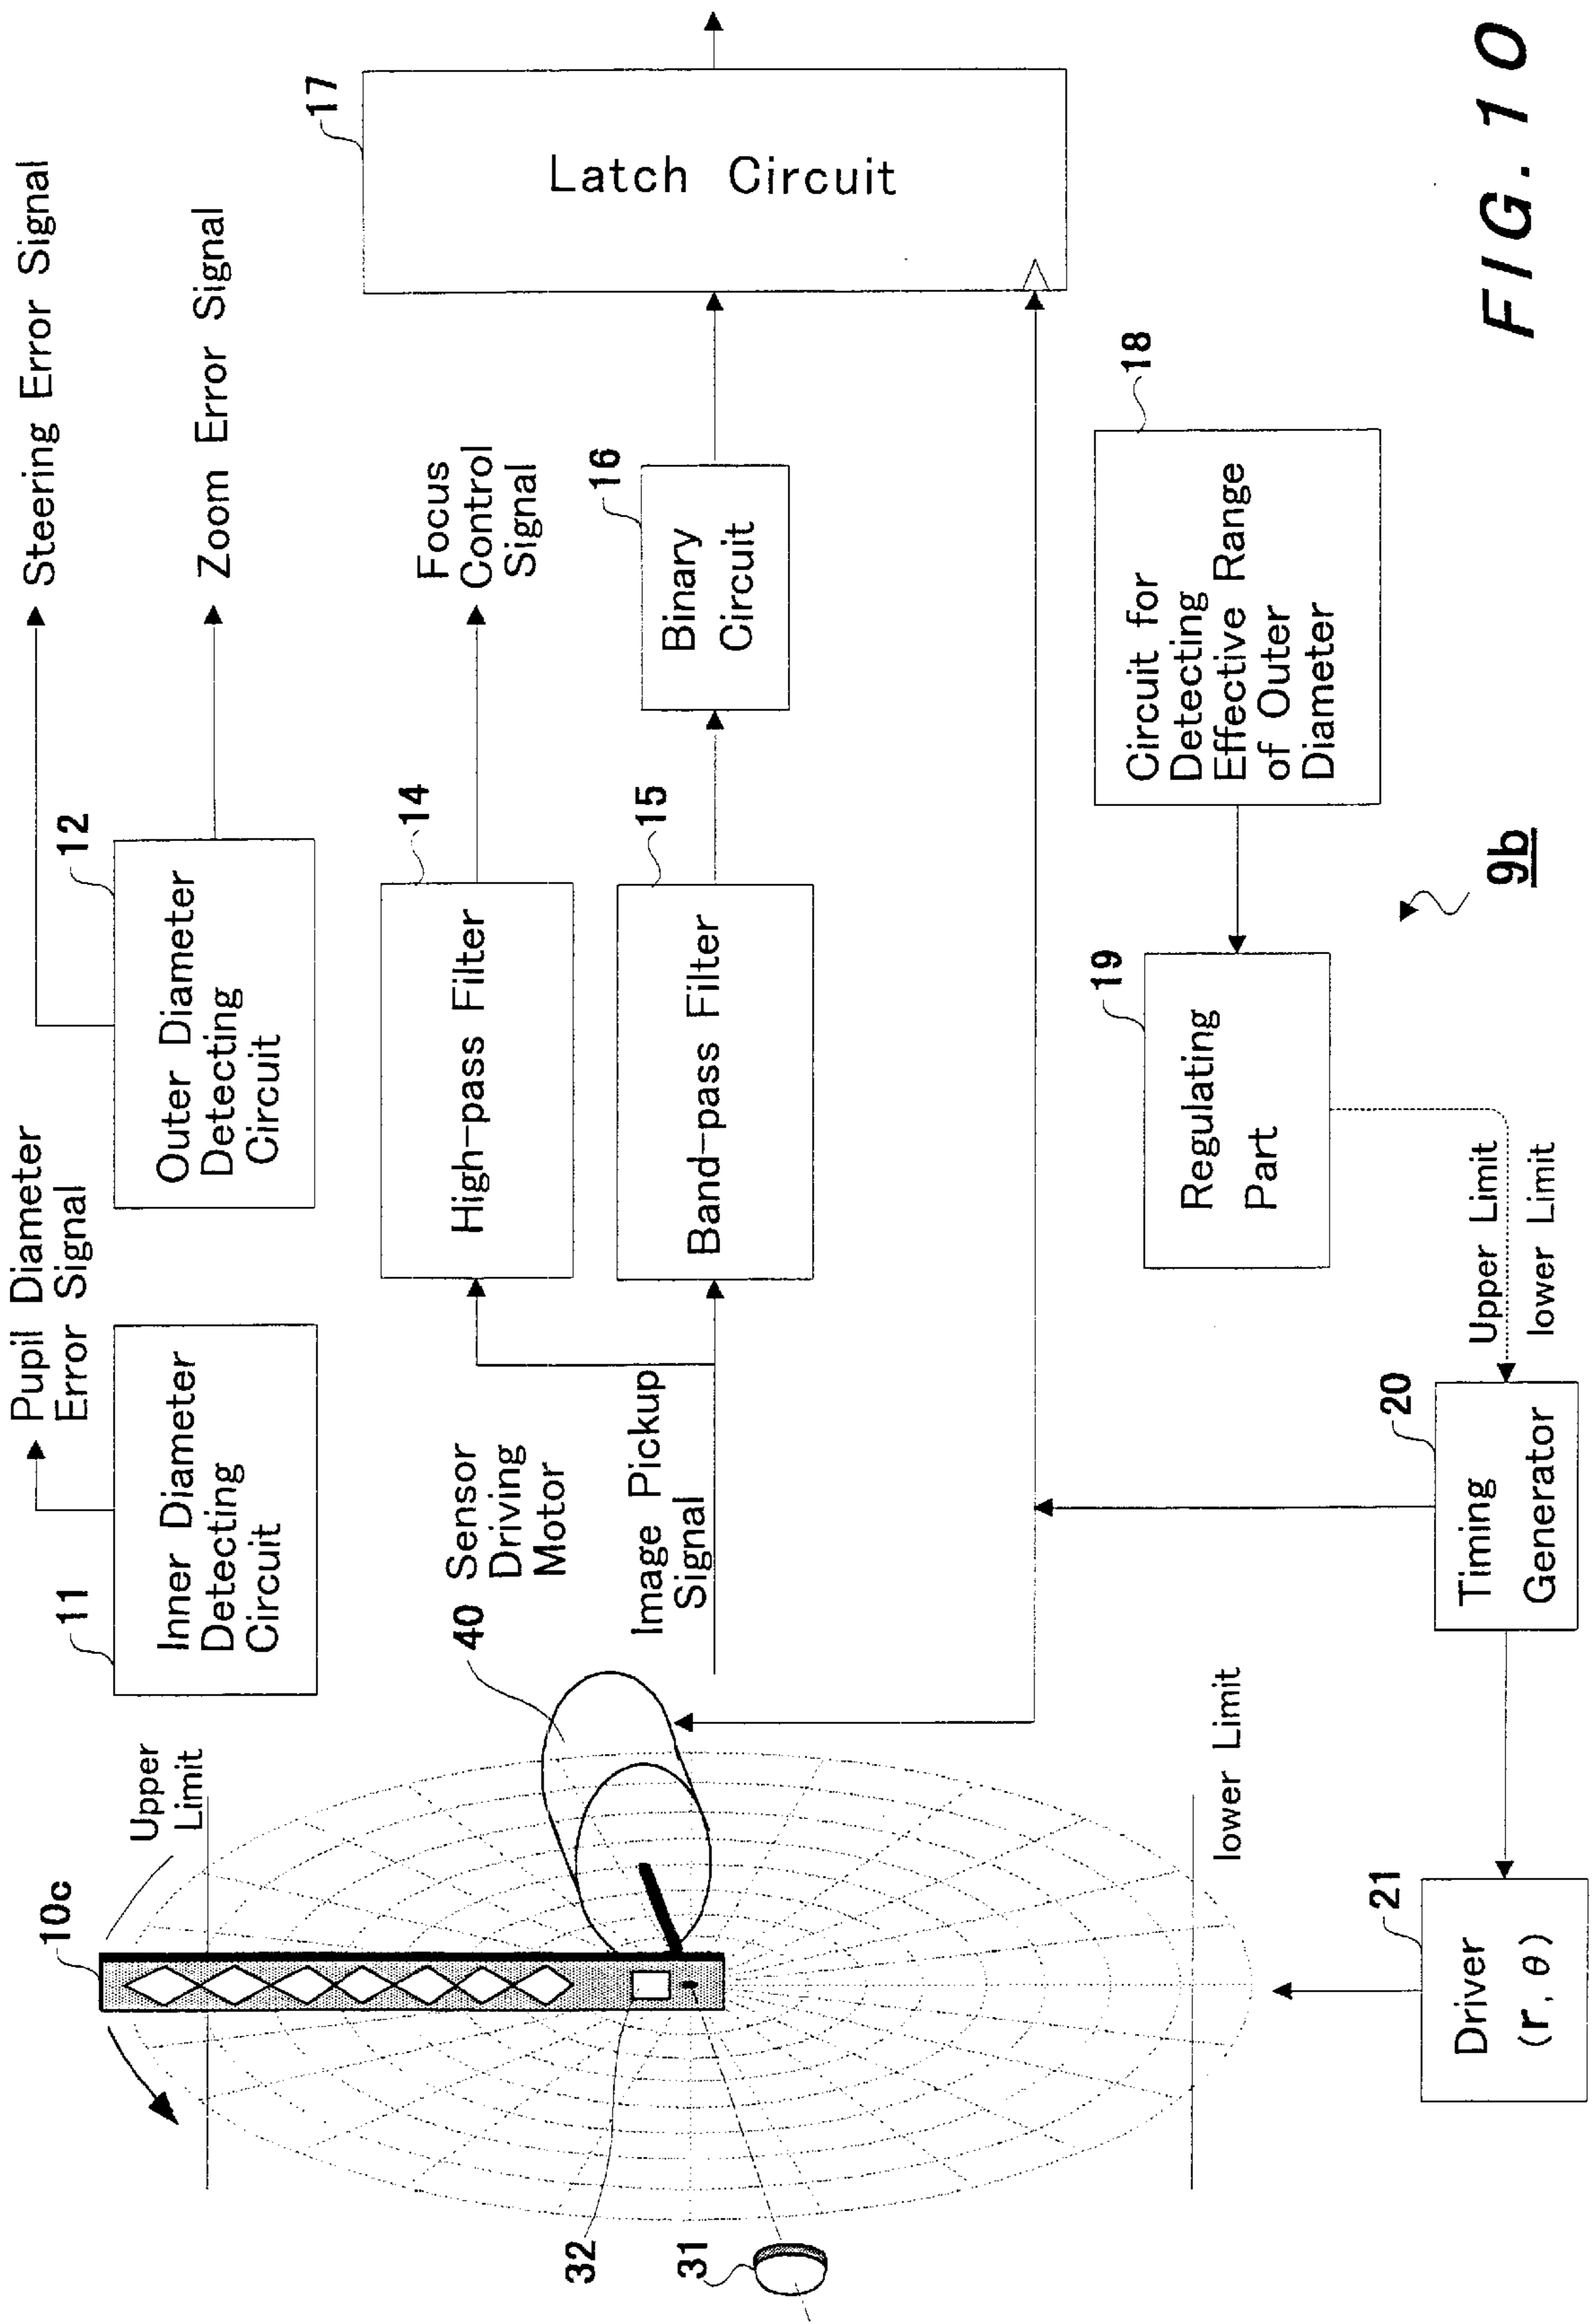 10c
Upper
Limit
11
Inner Diameter
Detecting
Circuit
Pupil Diameter
Error Signal
12
Outer Diameter
Detecting
Circuit
Steering Error Signal
Zoom Error Signal
40 Sensor
Driving
Motor
Image Pickup
Signal
14
High-pass Filter
Focus
Control
Signal
15
Band-pass Filter
16
Binary
Circuit
17
Latch Circuit
32
31
lower Limit
21
Driver
(r, θ)
20
Timing
Generator
Upper Limit
lower Limit
19
Regulating
Part
18
Circuit for
Detecting
Effective Range
of Outer
Diameter
9b
FIG. 10